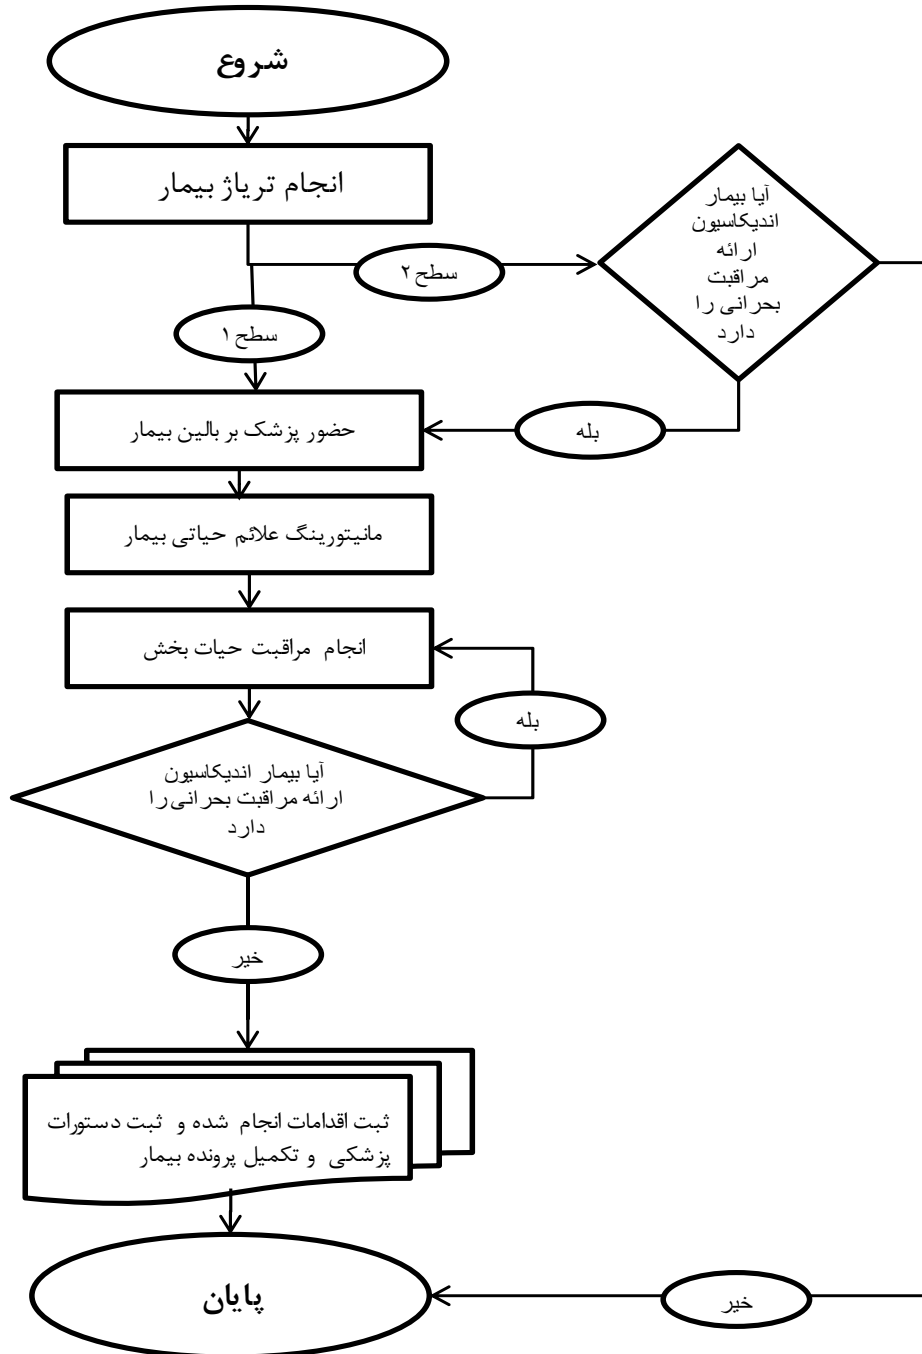 شروع
انجام تریاژ بیمار
آیا بیمار
اندیکاسیون
ارائه
مراقبت
بحرانی را
دارد
سطح ۲
سطح ۱
حضور پزشک بر بالین بیمار
بله
مانیتورینگ علائم حیاتی بیمار
انجام مراقبت حیات بخش
بله
آیا بیمار اندیکاسیون
ارائه مراقبت بحرانی را
دارد
خیر
ثبت اقدامات انجام شده و ثبت دستورات
پزشکی و تکمیل پرونده بیمار
پایان
خیر